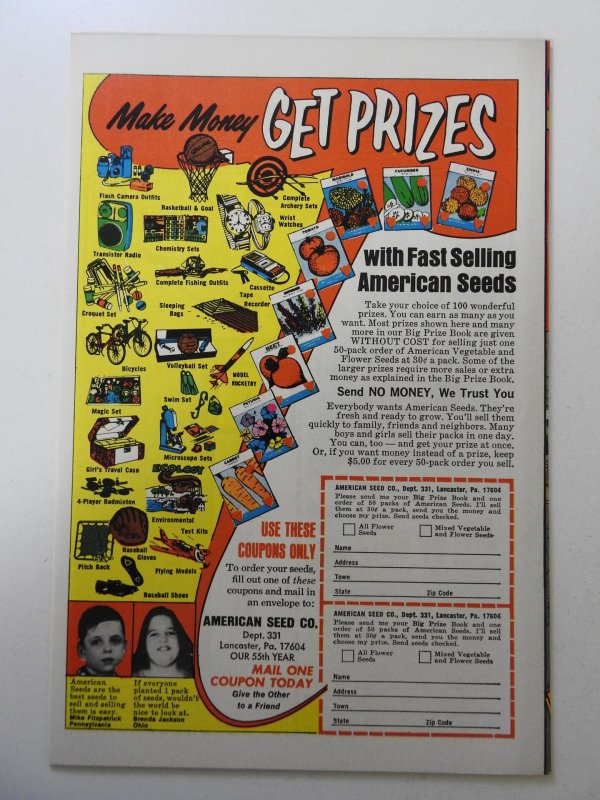 Make Money GET PRIZES
Flash Camera Outfits
Basketball & Goal
Complete
Archery Sets
Wrist
Watches
Transistor Radio
Chemistry Sets
Complete Fishing Outfits
Cassette
Tape
Recorder
Croquet Set
Sleeping
Bags
Bicycles
Volleyball Set
MODEL
ROCKETRY
Magic Set
Swim Set
Girl's Travel Case
Microscope Sets
ECOLOGY
4-Player Badminton
Environmental
Test Kits
Pitch Back
Baseball
Gloves
Flying Models
Baseball Shoes
MARIGOLD
CUCUMBER
ZINNIA
TOMATO
BEET
PETUNIA
CARROT
with Fast Selling
American Seeds
Take your choice of 100 wonderful
prizes. You can earn as many as you
want. Most prizes shown here and many
more in our Big Prize Book are given
WITHOUT COST for selling just one
50-pack order of American Vegetable and
Flower Seeds at 30¢ a pack. Some of the
larger prizes require more sales or extra
money as explained in the Big Prize Book.
Send NO MONEY, We Trust You
Everybody wants American Seeds. They're
fresh and ready to grow. You'll sell them
quickly to family, friends and neighbors. Many
boys and girls sell their packs in one day.
You can, too — and get your prize at once.
Or, if you want money instead of a prize, keep
$5.00 for every 50-pack order you sell.
USE THESE
COUPONS ONLY
To order your seeds,
fill out one of these
coupons and mail in
an envelope to:
AMERICAN SEED CO.
Dept. 331
Lancaster, Pa. 17604
OUR 55th YEAR
MAIL ONE
COUPON TODAY
Give the Other
to a Friend
American
Seeds are the
best seeds to
sell and selling
them is easy.
Mike Fitzpatrick
Pennsylvania
If everyone
planted 1 pack
of seeds, wouldn't
the world be
nice to look at.
Brenda Jackson
Ohio
AMERICAN SEED CO., Dept. 331, Lancaster, Pa. 17604
Please send me your Big Prize Book and one
order of 50 packs of American Seeds. I'll sell
them at 30¢ a pack, send you the money and
choose my prize. Send seeds checked.
All Flower
Seeds
Mixed Vegetable
and Flower Seeds
Name
Address
Town
State Zip Code
AMERICAN SEED CO., Dept. 331, Lancaster, Pa. 17604
Please send me your Big Prize Book and one
order of 50 packs of American Seeds. I'll sell
them at 30¢ a pack, send you the money and
choose my prize. Send seeds checked.
All Flower
Seeds
Mixed Vegetable
and Flower Seeds
Name
Address
Town
State Zip Code